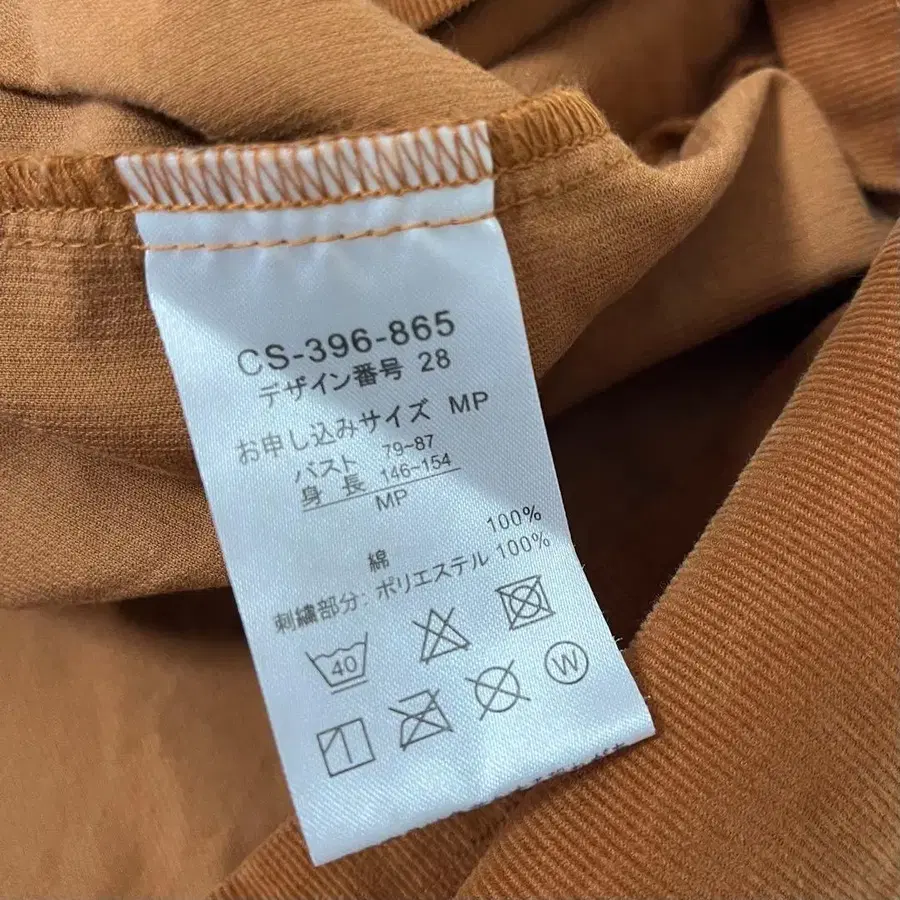 CS-396-865
デザイン番号 28
お申し込みサイズ MP
バスト 79~87
身長 146~154
MP
綿 100%
刺繍部分: ポリエステル 100%
40
W